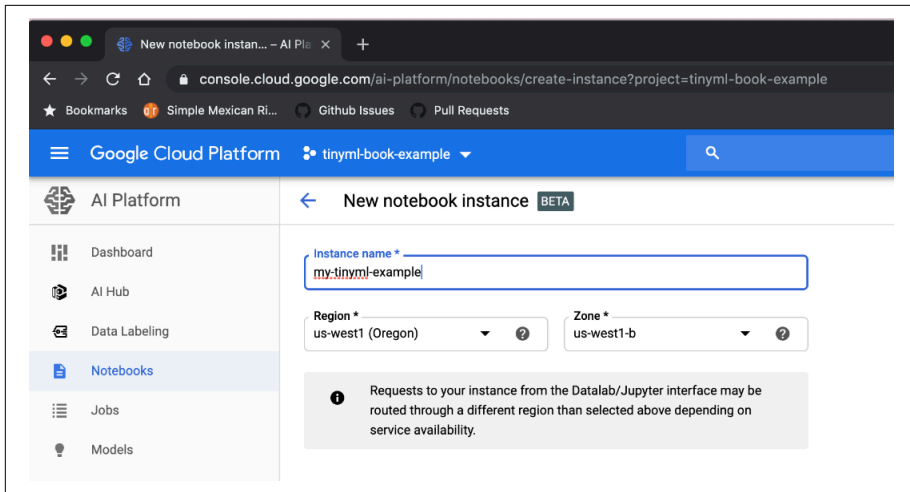 New notebook instan... – AI Pla
console.cloud.google.com/ai-platform/notebooks/create-instance?project=tinyml-book-example
Bookmarks
Simple Mexican Ri...
Github Issues
Pull Requests
Google Cloud Platform
tinyml-book-example
AI Platform
New notebook instance BETA
Dashboard
AI Hub
Data Labeling
Notebooks
Jobs
Models
Instance name *
my-tinyml-example
Region *
us-west1 (Oregon)
Zone *
us-west1-b
Requests to your instance from the Datalab/Jupyter interface may be
routed through a different region than selected above depending on
service availability.